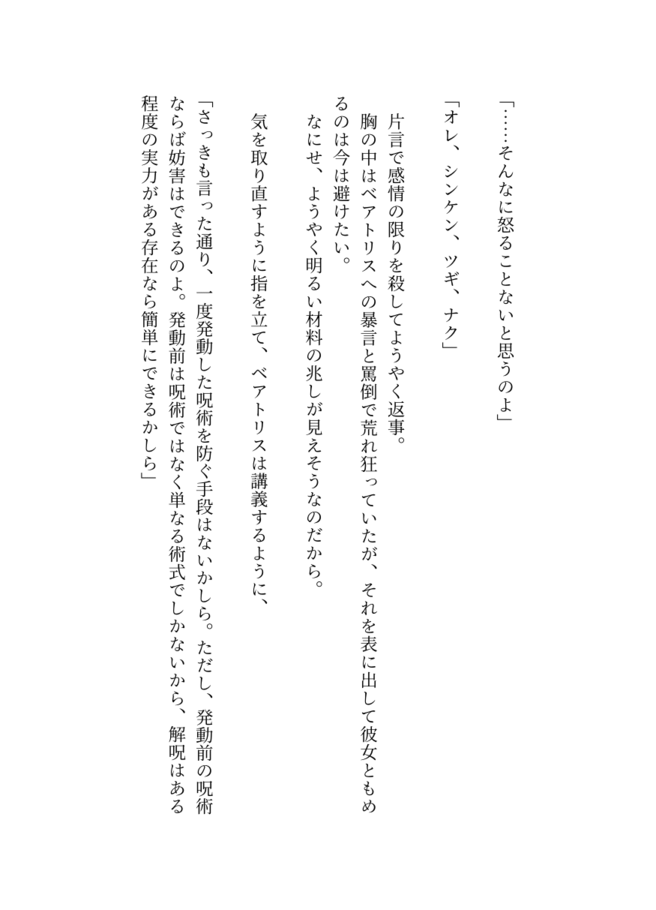 「……そんなに怒ることないと思うのよ」
「オレ、シンケン、ツギ、ナク」
　片言で感情の限りを殺してようやく返事。
　胸の中はベアトリスへの暴言と罵倒で荒れ狂っていたが、それを表に出して彼女ともめ
るのは今は避けたい。
　なにせ、ようやく明るい材料の兆しが見えそうなのだから。
　気を取り直すように指を立て、ベアトリスは講義するように、
「さっきも言った通り、一度発動した呪術を防ぐ手段はないかしら。ただし、発動前の呪術
ならば妨害はできるのよ。発動前は呪術ではなく単なる術式でしかないから、解呪はある
程度の実力がある存在なら簡単にできるかしら」